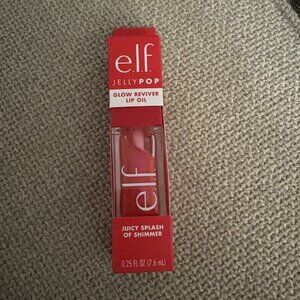 e.l.f.
JELLY POP
GLOW REVIVER
LIP OIL
e.l.f.
JUICY SPLASH
OF SHIMMER
0.25 FL OZ (7.6 mL)